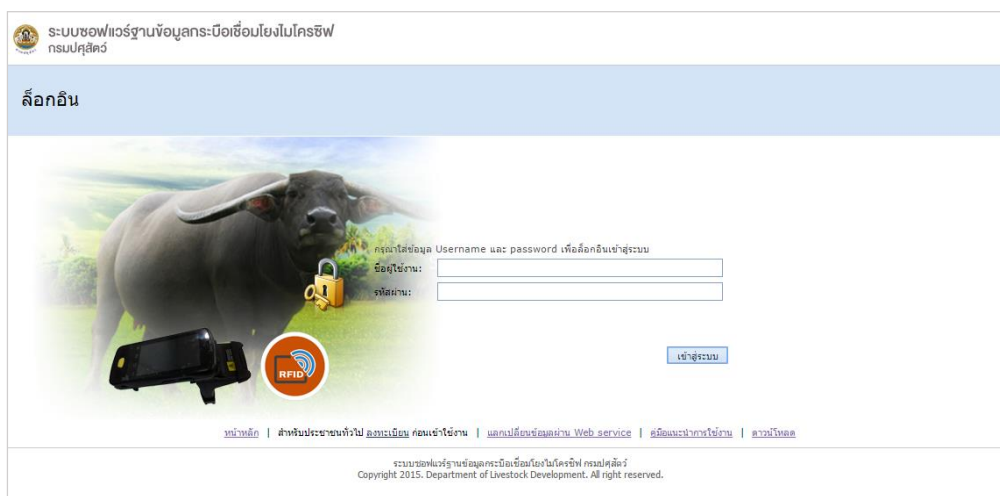 ระบบซอฟแวร์ฐานข้อมูลกระบือเชื่อมโยงไมโครชิฟ
กรมปศุสัตว์
ล็อกอิน
กรุณาใส่ข้อมูล Username และ password เพื่อล็อกอินเข้าสู่ระบบ
ชื่อผู้ใช้งาน:
รหัสผ่าน:
RFID
เข้าสู่ระบบ
หน้าหลัก | สำหรับประชาชนทั่วไป ลงทะเบียน ก่อนเข้าใช้งาน | แลกเปลี่ยนข้อมูลผ่าน Web service | คู่มือแนะนำการใช้งาน | ดาวน์โหลด
ระบบซอฟแวร์ฐานข้อมูลกระบือเชื่อมโยงไมโครชิฟ กรมปศุสัตว์
Copyright 2015. Department of Livestock Development. All right reserved.